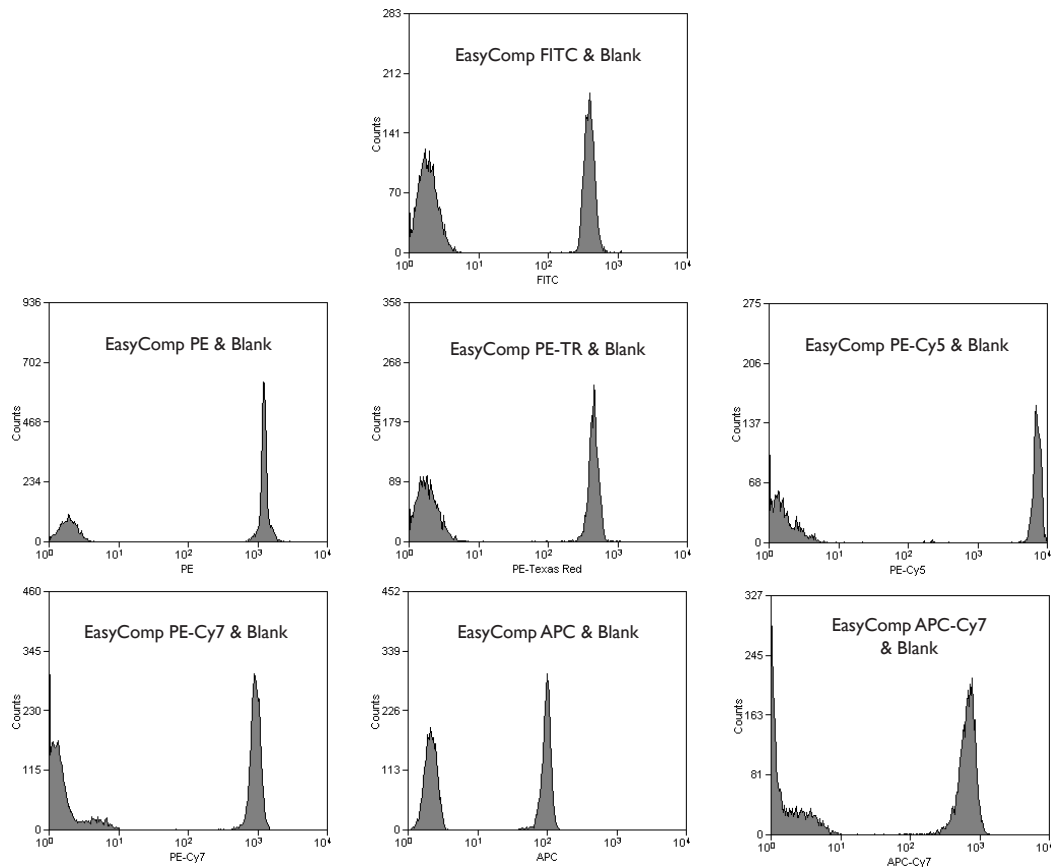 283
EasyComp FITC & Blank
212
Counts
141
70
0
10⁰ 10¹ 10² 10³ 10⁴
FITC
936
EasyComp PE & Blank
702
Counts
468
234
0
10⁰ 10¹ 10² 10³ 10⁴
PE
358
EasyComp PE-TR & Blank
268
Counts
179
89
0
10⁰ 10¹ 10² 10³ 10⁴
PE-Texas Red
275
EasyComp PE-Cy5 & Blank
206
Counts
137
68
0
10⁰ 10¹ 10² 10³ 10⁴
PE-Cy5
460
EasyComp PE-Cy7 & Blank
345
Counts
230
115
0
10⁰ 10¹ 10² 10³ 10⁴
PE-Cy7
452
EasyComp APC & Blank
339
Counts
226
113
0
10⁰ 10¹ 10² 10³ 10⁴
APC
327
EasyComp APC-Cy7
& Blank
245
Counts
163
81
0
10⁰ 10¹ 10² 10³ 10⁴
APC-Cy7